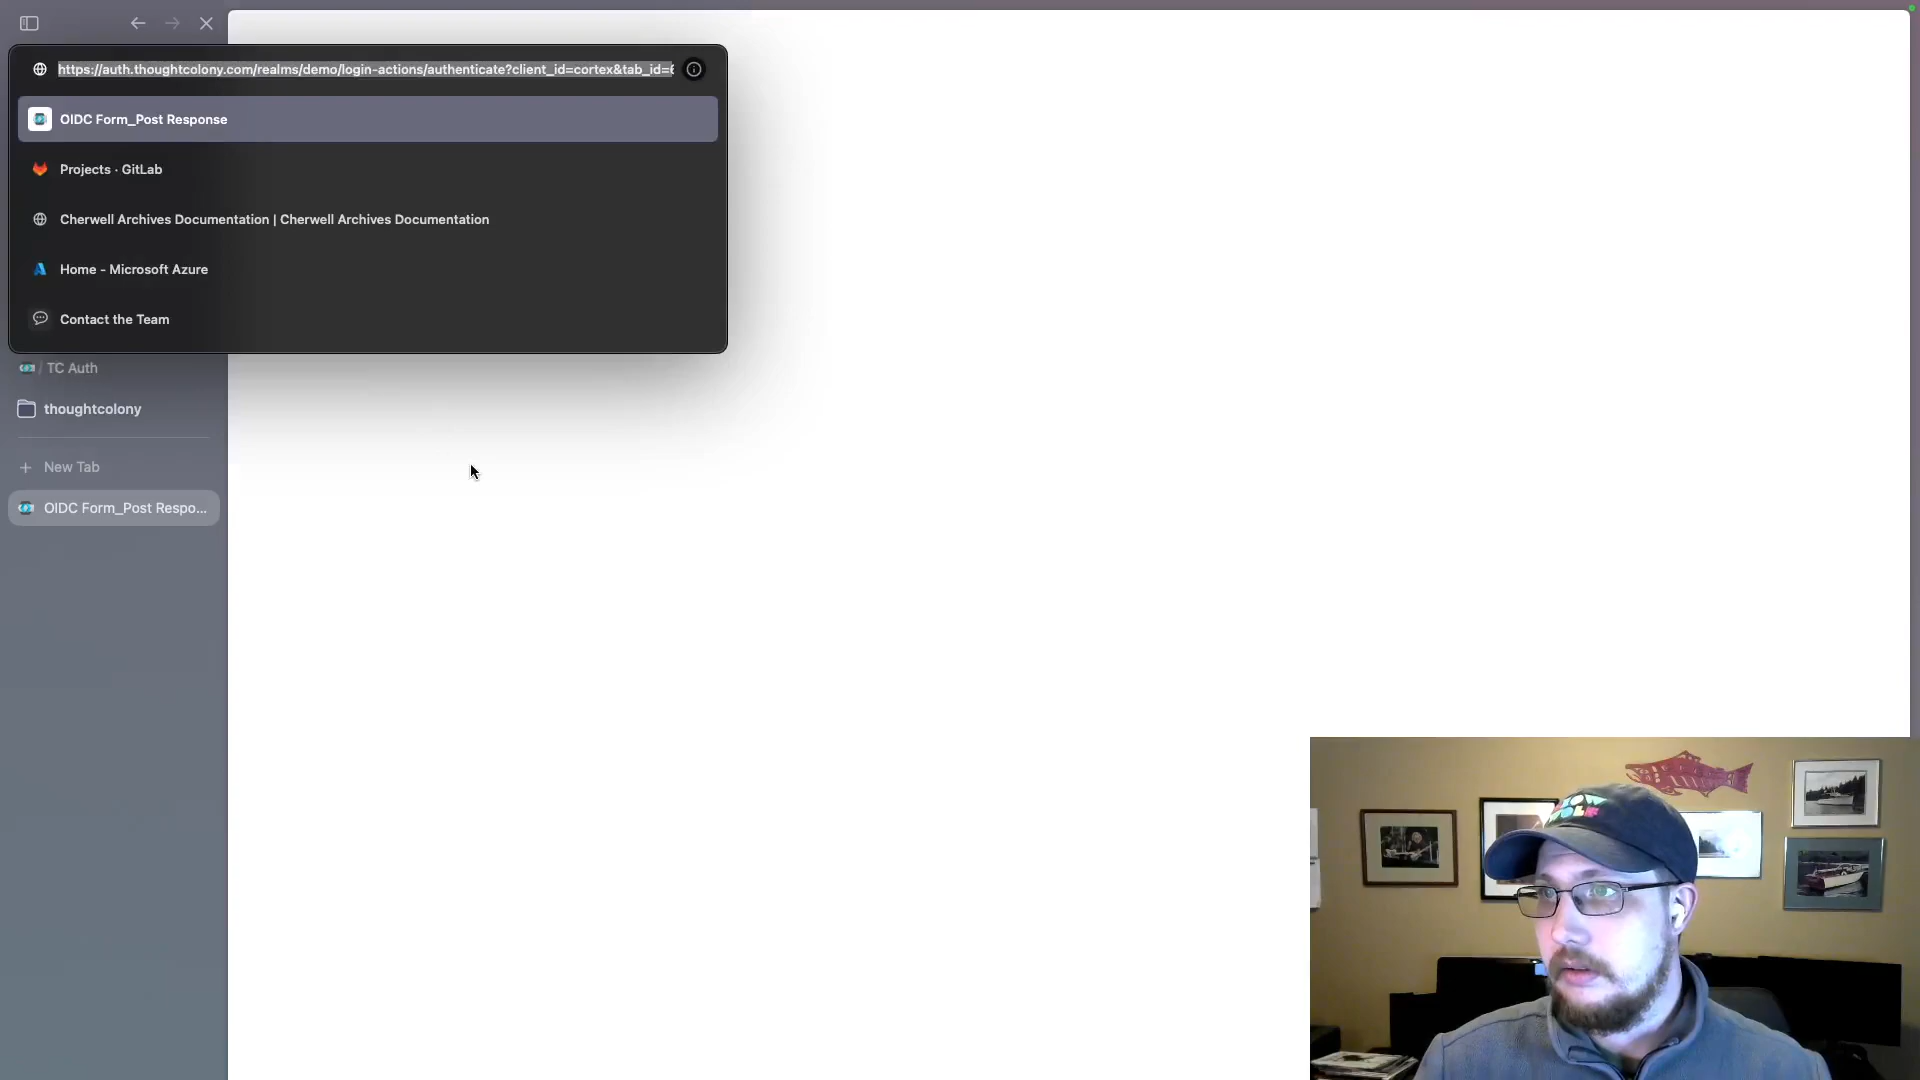 https://auth.thoughtcolony.com/realms/demo/login-actions/authenticate?client_id=cortex&tab_id=6
OIDC Form_Post Response
Projects · GitLab
Cherwell Archives Documentation | Cherwell Archives Documentation
Home - Microsoft Azure
Contact the Team
/ TC Auth
thoughtcolony
New Tab
OIDC Form_Post Respo...